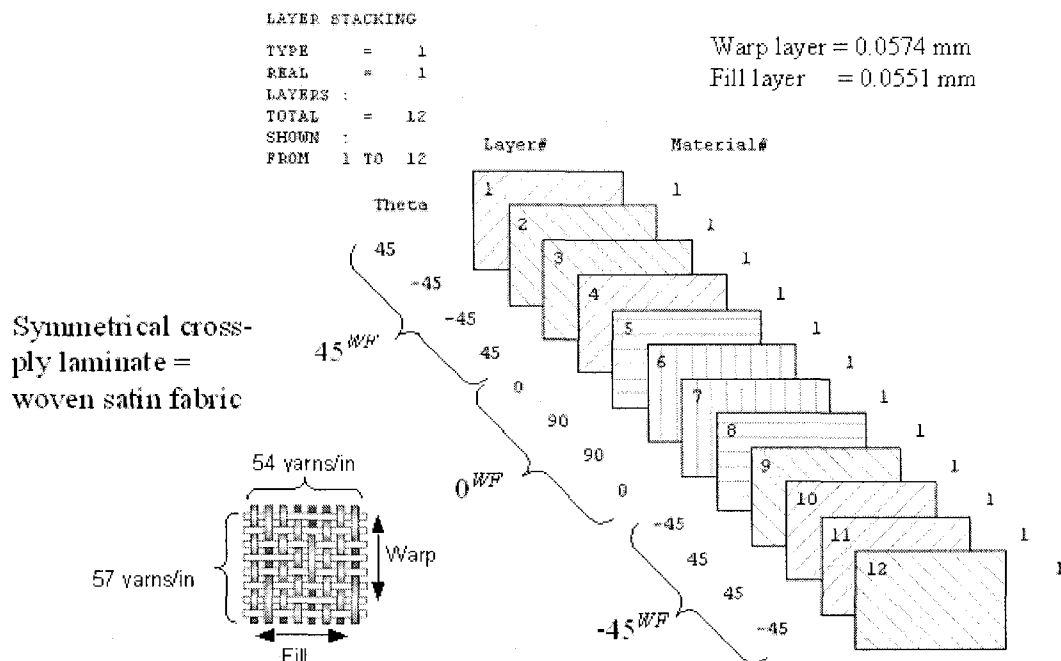 LAYER STACKING
TYPE = 1
REAL = 1
LAYERS :
TOTAL = 12
SHOWN :
FROM 1 TO 12
Warp layer = 0.0574 mm
Fill layer = 0.0551 mm
Layer# Material#
Theta
1 1
2 1
3 1
4 1
5 1
6 1
7 1
8 1
9 1
10 1
11 1
12 1
45
-45
-45
45
0
90
90
0
-45
45
45
-45
45^WF
0^WF
-45^WF
Symmetrical cross-
ply laminate =
woven satin fabric
54 yarns/in
57 yarns/in
Warp
Fill